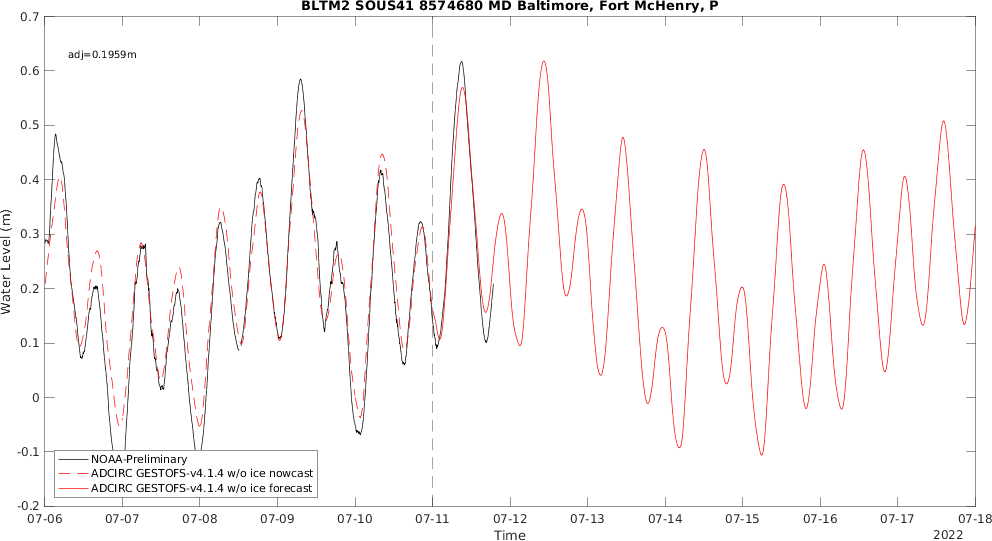 BLTM2 SOUS41 8574680 MD Baltimore, Fort McHenry, P
adj=0.1959m
0.7
0.6
0.5
0.4
0.3
0.2
0.1
0
-0.1
-0.2
Water Level (m)
NOAA-Preliminary
ADCIRC GESTOFS-v4.1.4 w/o ice nowcast
ADCIRC GESTOFS-v4.1.4 w/o ice forecast
07-06 07-07 07-08 07-09 07-10 07-11 07-12 07-13 07-14 07-15 07-16 07-17 07-18
Time
2022